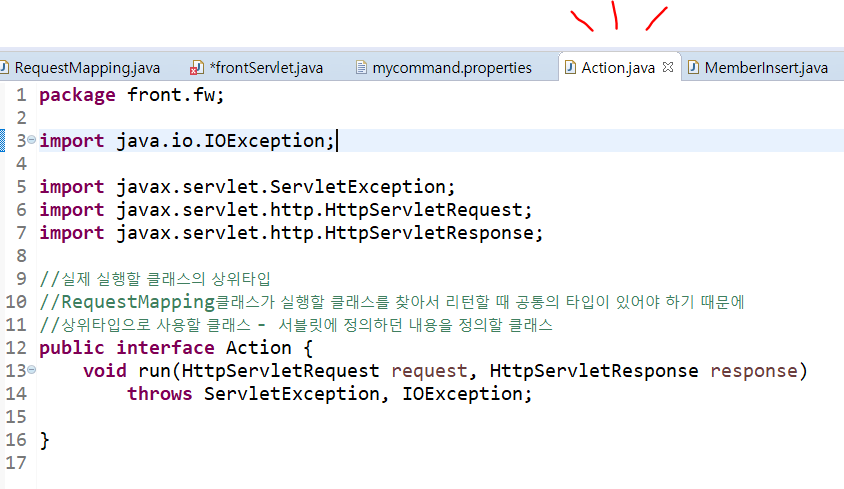 RequestMapping.java *frontServlet.java mycommand.properties Action.java MemberInsert.java
1 package front.fw;
2
3 import java.io.IOException;
4
5 import javax.servlet.ServletException;
6 import javax.servlet.http.HttpServletRequest;
7 import javax.servlet.http.HttpServletResponse;
8
9 //실제 실행할 클래스의 상위타입
10 //RequestMapping클래스가 실행할 클래스를 찾아서 리턴할 때 공통의 타입이 있어야 하기 때문에
11 //상위타입으로 사용할 클래스 - 서블릿에 정의하던 내용을 정의할 클래스
12 public interface Action {
13 void run(HttpServletRequest request, HttpServletResponse response)
14 throws ServletException, IOException;
15
16 }
17